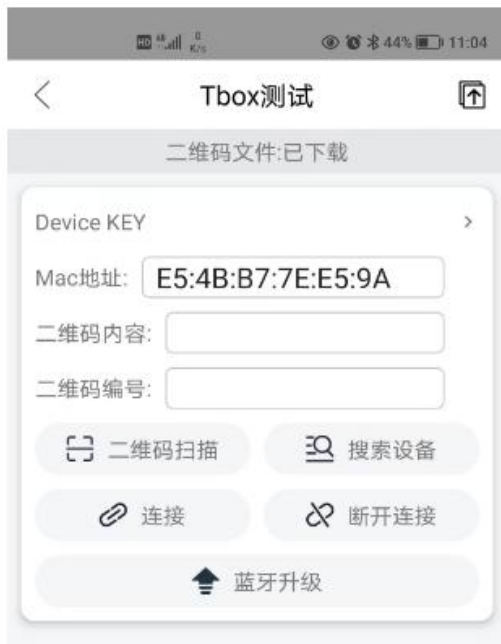 HD 0 K/s 44% 11:04
Tbox测试
二维码文件:已下载
Device KEY
Mac地址: E5:4B:B7:7E:E5:9A
二维码内容:
二维码编号:
二维码扫描 搜索设备
连接 断开连接
蓝牙升级